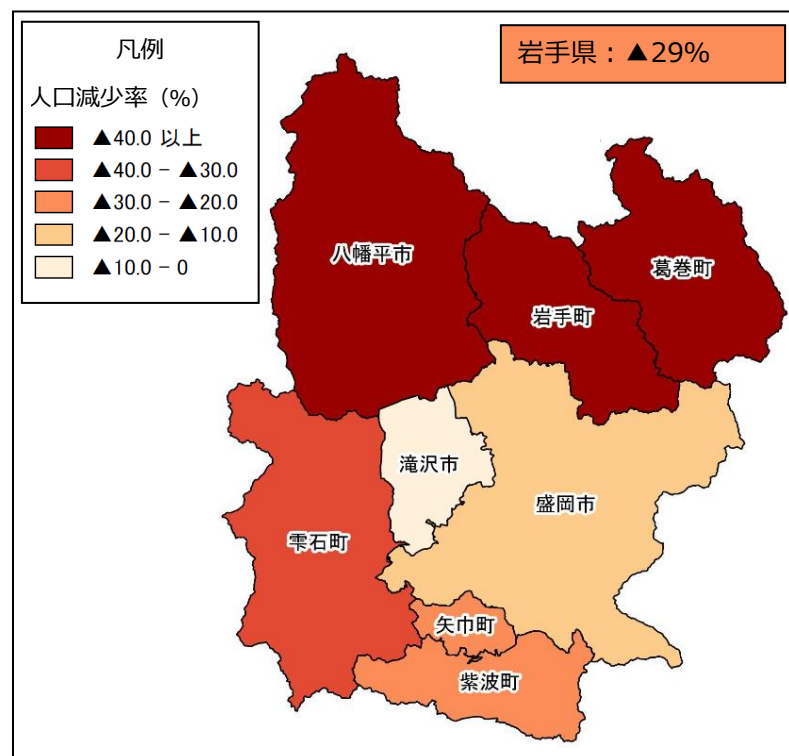 凡例
人口減少率（%）
▲40.0 以上
▲40.0 － ▲30.0
▲30.0 － ▲20.0
▲20.0 － ▲10.0
▲10.0 － 0
岩手県：▲29%
八幡平市
葛巻町
岩手町
滝沢市
盛岡市
雫石町
矢巾町
紫波町